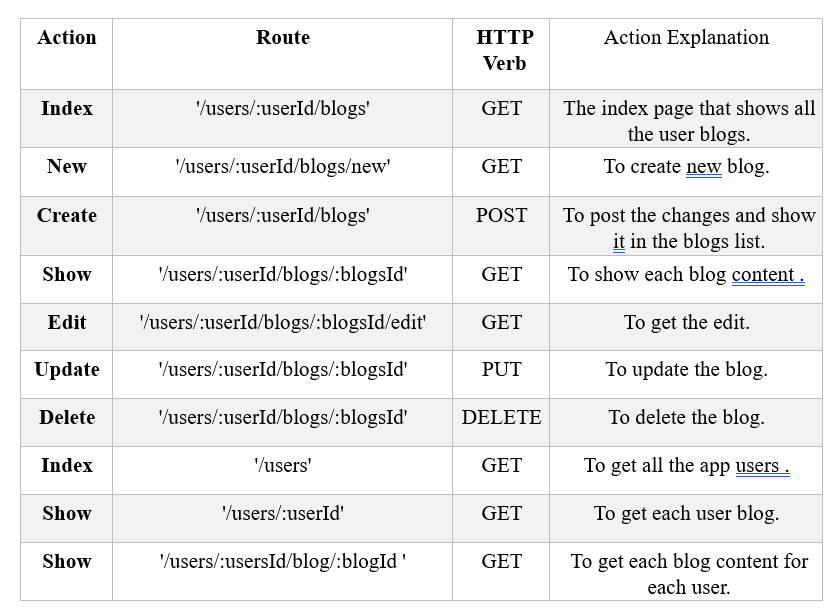 Action Route HTTP Verb Action Explanation
Index '/users/:userId/blogs' GET The index page that shows all
the user blogs.
New '/users/:userId/blogs/new' GET To create new blog.
Create '/users/:userId/blogs' POST To post the changes and show
it in the blogs list.
Show '/users/:userId/blogs/:blogsId' GET To show each blog content .
Edit '/users/:userId/blogs/:blogsId/edit' GET To get the edit.
Update '/users/:userId/blogs/:blogsId' PUT To update the blog.
Delete '/users/:userId/blogs/:blogsId' DELETE To delete the blog.
Index '/users' GET To get all the app users .
Show '/users/:userId' GET To get each user blog.
Show '/users/:usersId/blog/:blogId ' GET To get each blog content for
each user.